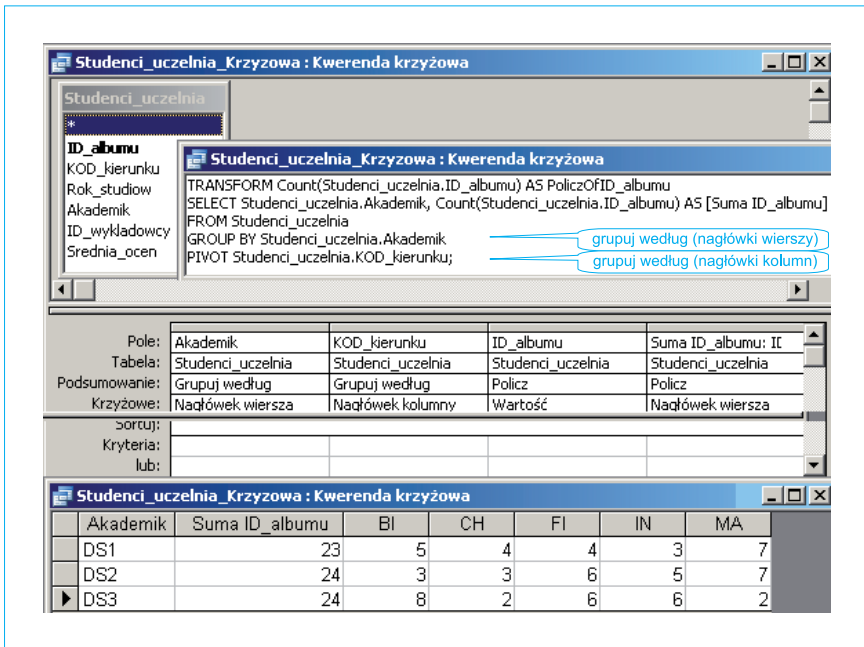 Studenci_uczelnia_Krzyzowa : Kwerenda krzyżowa
Studenci_uczelnia
*
ID_albumu
KOD_kierunku
Rok_studiow
Akademik
ID_wykladowcy
Srednia_ocen
Studenci_uczelnia_Krzyzowa : Kwerenda krzyżowa
TRANSFORM Count(Studenci_uczelnia.ID_albumu) AS PoliczOfID_albumu
SELECT Studenci_uczelnia.Akademik, Count(Studenci_uczelnia.ID_albumu) AS [Suma ID_albumu]
FROM Studenci_uczelnia
GROUP BY Studenci_uczelnia.Akademik
grupuj według (nagłówki wierszy)
PIVOT Studenci_uczelnia.KOD_kierunku;
grupuj według (nagłówki kolumn)
Pole: Akademik KOD_kierunku ID_albumu Suma ID_albumu: II
Tabela: Studenci_uczelnia Studenci_uczelnia Studenci_uczelnia Studenci_uczelnia
Podsumowanie: Grupuj według Grupuj według Policz Policz
Krzyżowe: Nagłówek wiersza Nagłówek kolumny Wartość Nagłówek wiersza
Sortuj:
Kryteria:
lub:
Studenci_uczelnia_Krzyzowa : Kwerenda krzyżowa
Akademik Suma ID_albumu BI CH FI IN MA
DS1 23 5 4 4 3 7
DS2 24 3 3 6 5 7
DS3 24 8 2 6 6 2